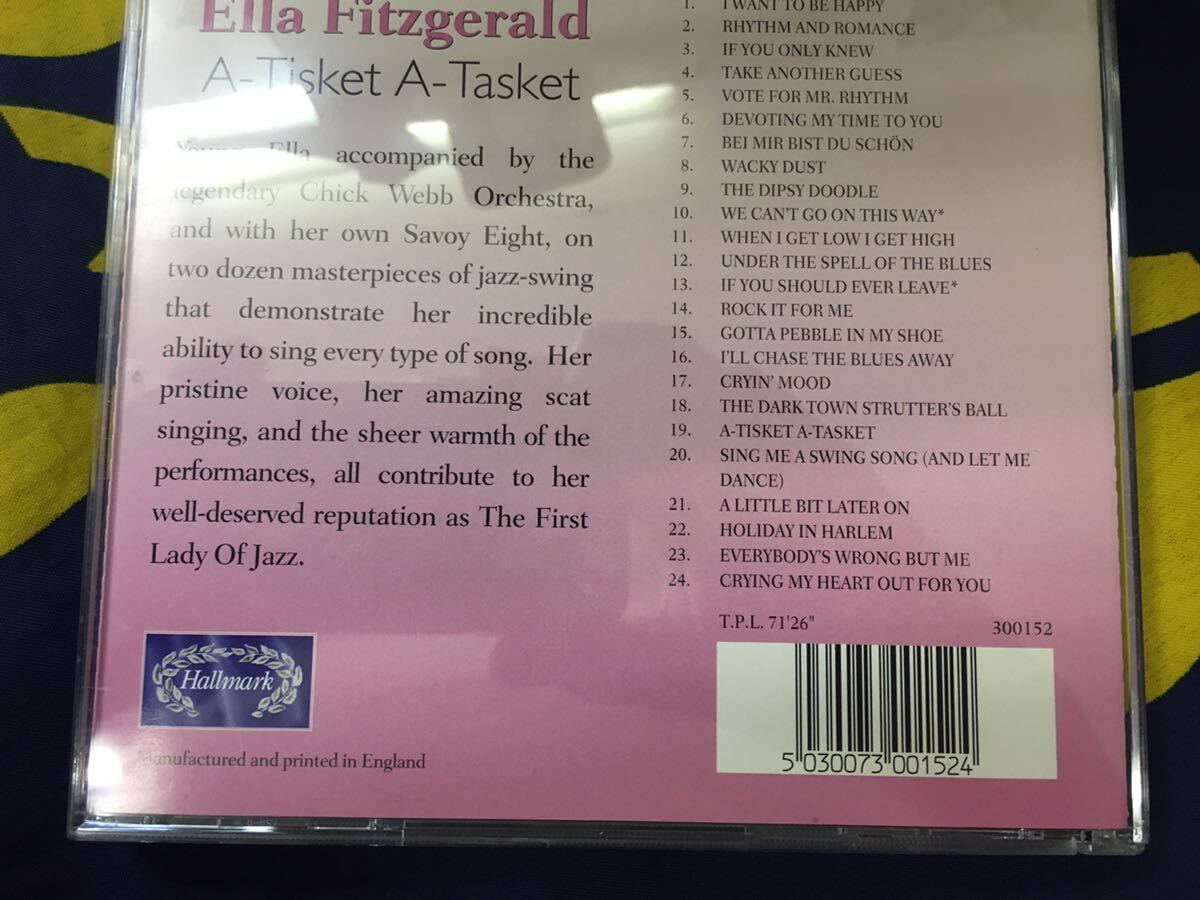 Ella Fitzgerald
A-Tisket A-Tasket
Young Ella accompanied by the
legendary Chick Webb Orchestra,
and with her own Savoy Eight, on
two dozen masterpieces of jazz-swing
that demonstrate her incredible
ability to sing every type of song. Her
pristine voice, her amazing scat
singing, and the sheer warmth of the
performances, all contribute to her
well-deserved reputation as The First
Lady Of Jazz.
Hallmark
Manufactured and printed in England
1. I WANT TO BE HAPPY
2. RHYTHM AND ROMANCE
3. IF YOU ONLY KNEW
4. TAKE ANOTHER GUESS
5. VOTE FOR MR. RHYTHM
6. DEVOTING MY TIME TO YOU
7. BEI MIR BIST DU SCHÖN
8. WACKY DUST
9. THE DIPSY DOODLE
10. WE CAN'T GO ON THIS WAY*
11. WHEN I GET LOW I GET HIGH
12. UNDER THE SPELL OF THE BLUES
13. IF YOU SHOULD EVER LEAVE*
14. ROCK IT FOR ME
15. GOTTA PEBBLE IN MY SHOE
16. I'LL CHASE THE BLUES AWAY
17. CRYIN' MOOD
18. THE DARK TOWN STRUTTER'S BALL
19. A-TISKET A-TASKET
20. SING ME A SWING SONG (AND LET ME
DANCE)
21. A LITTLE BIT LATER ON
22. HOLIDAY IN HARLEM
23. EVERYBODY'S WRONG BUT ME
24. CRYING MY HEART OUT FOR YOU
T.P.L. 71'26" 300152
5 030073 001524